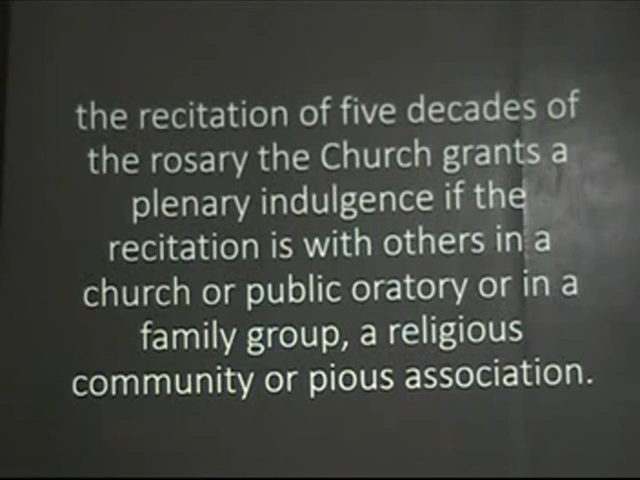 the recitation of five decades of
the rosary the Church grants a
plenary indulgence if the
recitation is with others in a
church or public oratory or in a
family group, a religious
community or pious association.